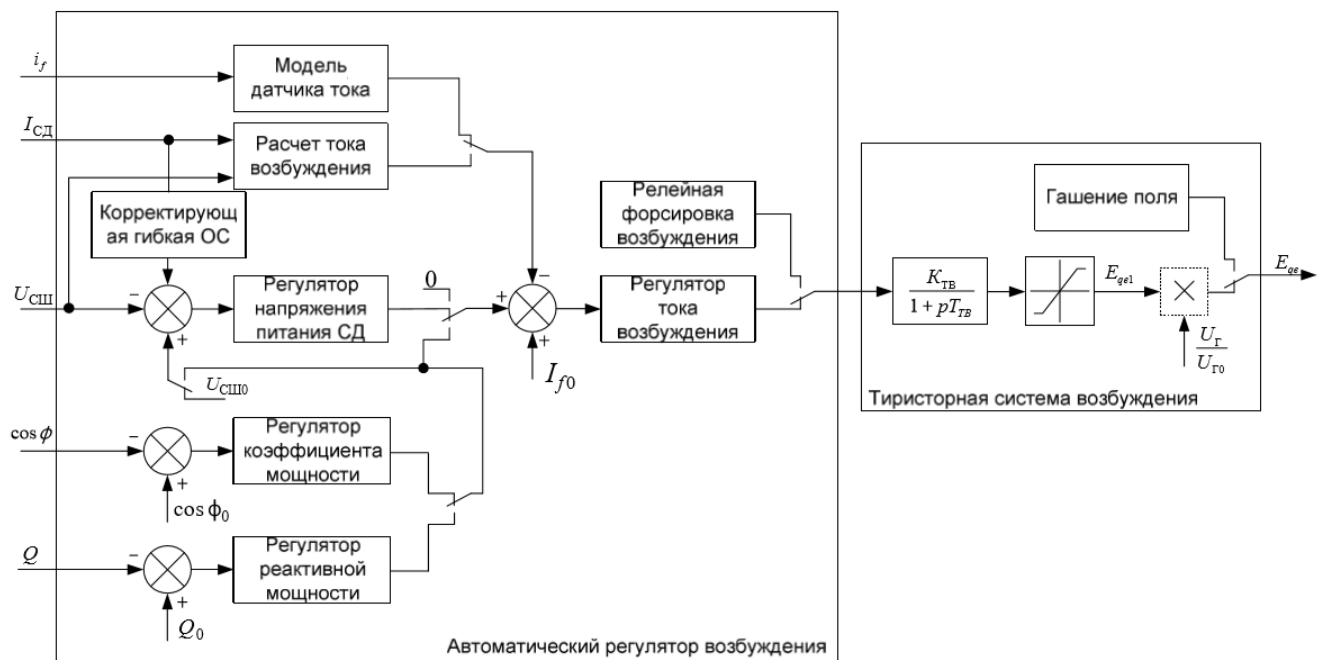 i_f
Модель
датчика тока
I_СД
Расчет тока
возбуждения
Корректирующ
ая гибкая ОС
U_СШ
−
+
Регулятор
напряжения
питания СД
0
+
−
+
I_f0
Релейная
форсировка
возбуждения
Регулятор
тока
возбуждения
U_СШ0
cos ϕ
−
+
cos ϕ_0
Регулятор
коэффициента
мощности
Q
−
+
Q_0
Регулятор
реактивной
мощности
Автоматический регулятор возбуждения
K_ТВ
1 + pT_ТВ
E_qe1
×
U_Г
U_Г0
Гашение поля
E_qe
Тиристорная система возбуждения